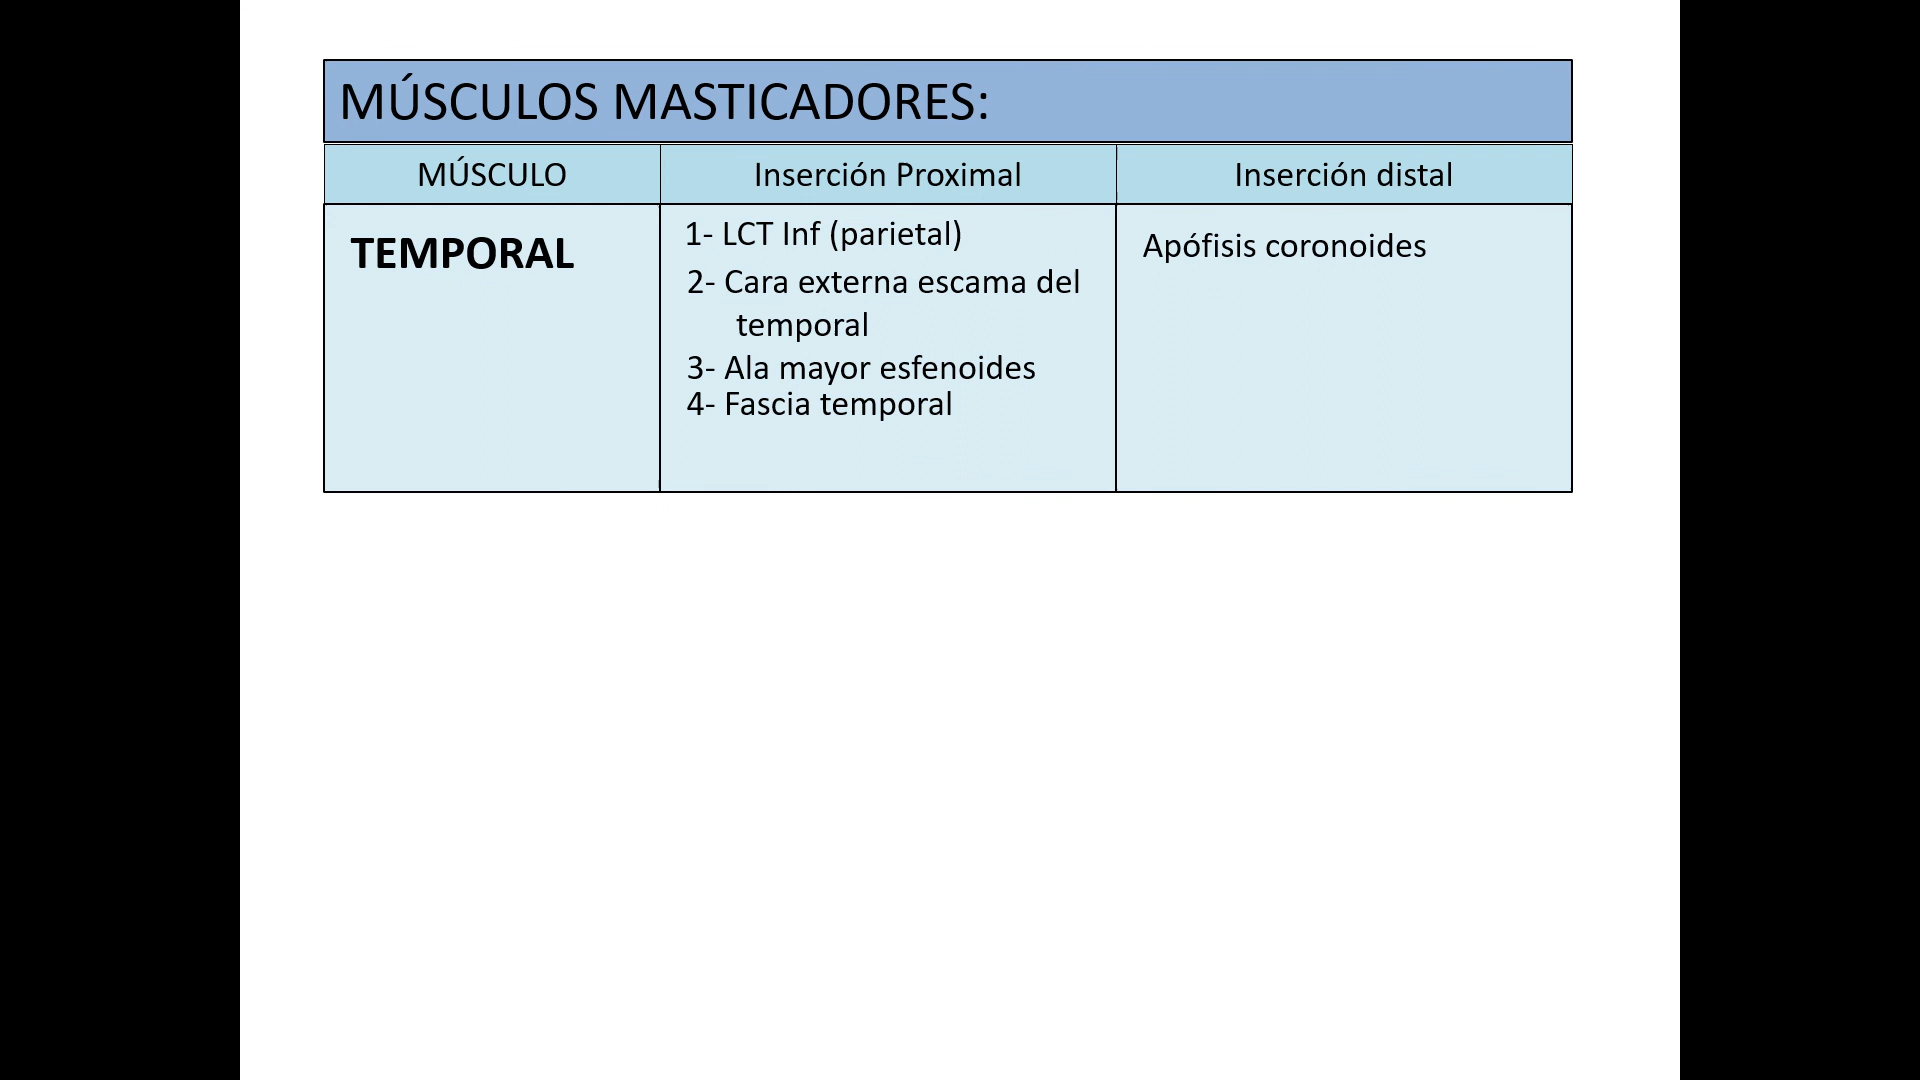 MÚSCULOS MASTICADORES:
MÚSCULO
Inserción Proximal
Inserción distal
TEMPORAL
1- LCT Inf (parietal)
2- Cara externa escama del
temporal
3- Ala mayor esfenoides
4- Fascia temporal
Apófisis coronoides